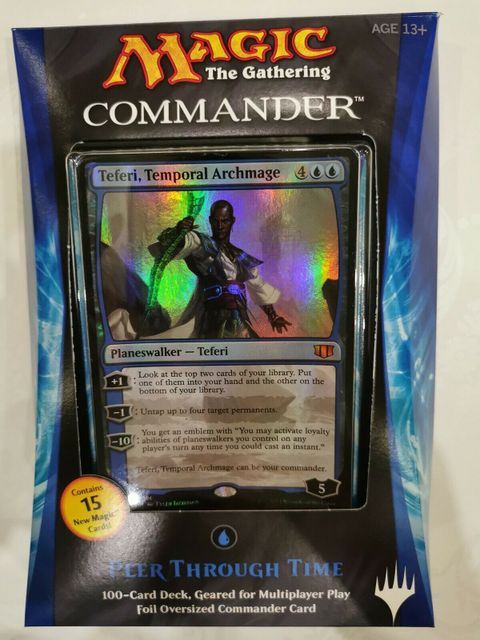 AGE 13+
MAGIC
The Gathering
COMMANDER™
Teferi, Temporal Archmage 4
Planeswalker — Teferi
+1 : Look at the top two cards of your library. Put
one of them into your hand and the other on the
bottom of your library.
−1 : Untap up to four target permanents.
You get an emblem with “You may activate loyalty
−10 : abilities of planeswalkers you control on any
player's turn any time you could cast an instant.”
Teferi, Temporal Archmage can be your commander.
5
Contains
15
New Magic™
Cards!
PEER THROUGH TIME
100-Card Deck, Geared for Multiplayer Play
Foil Oversized Commander Card